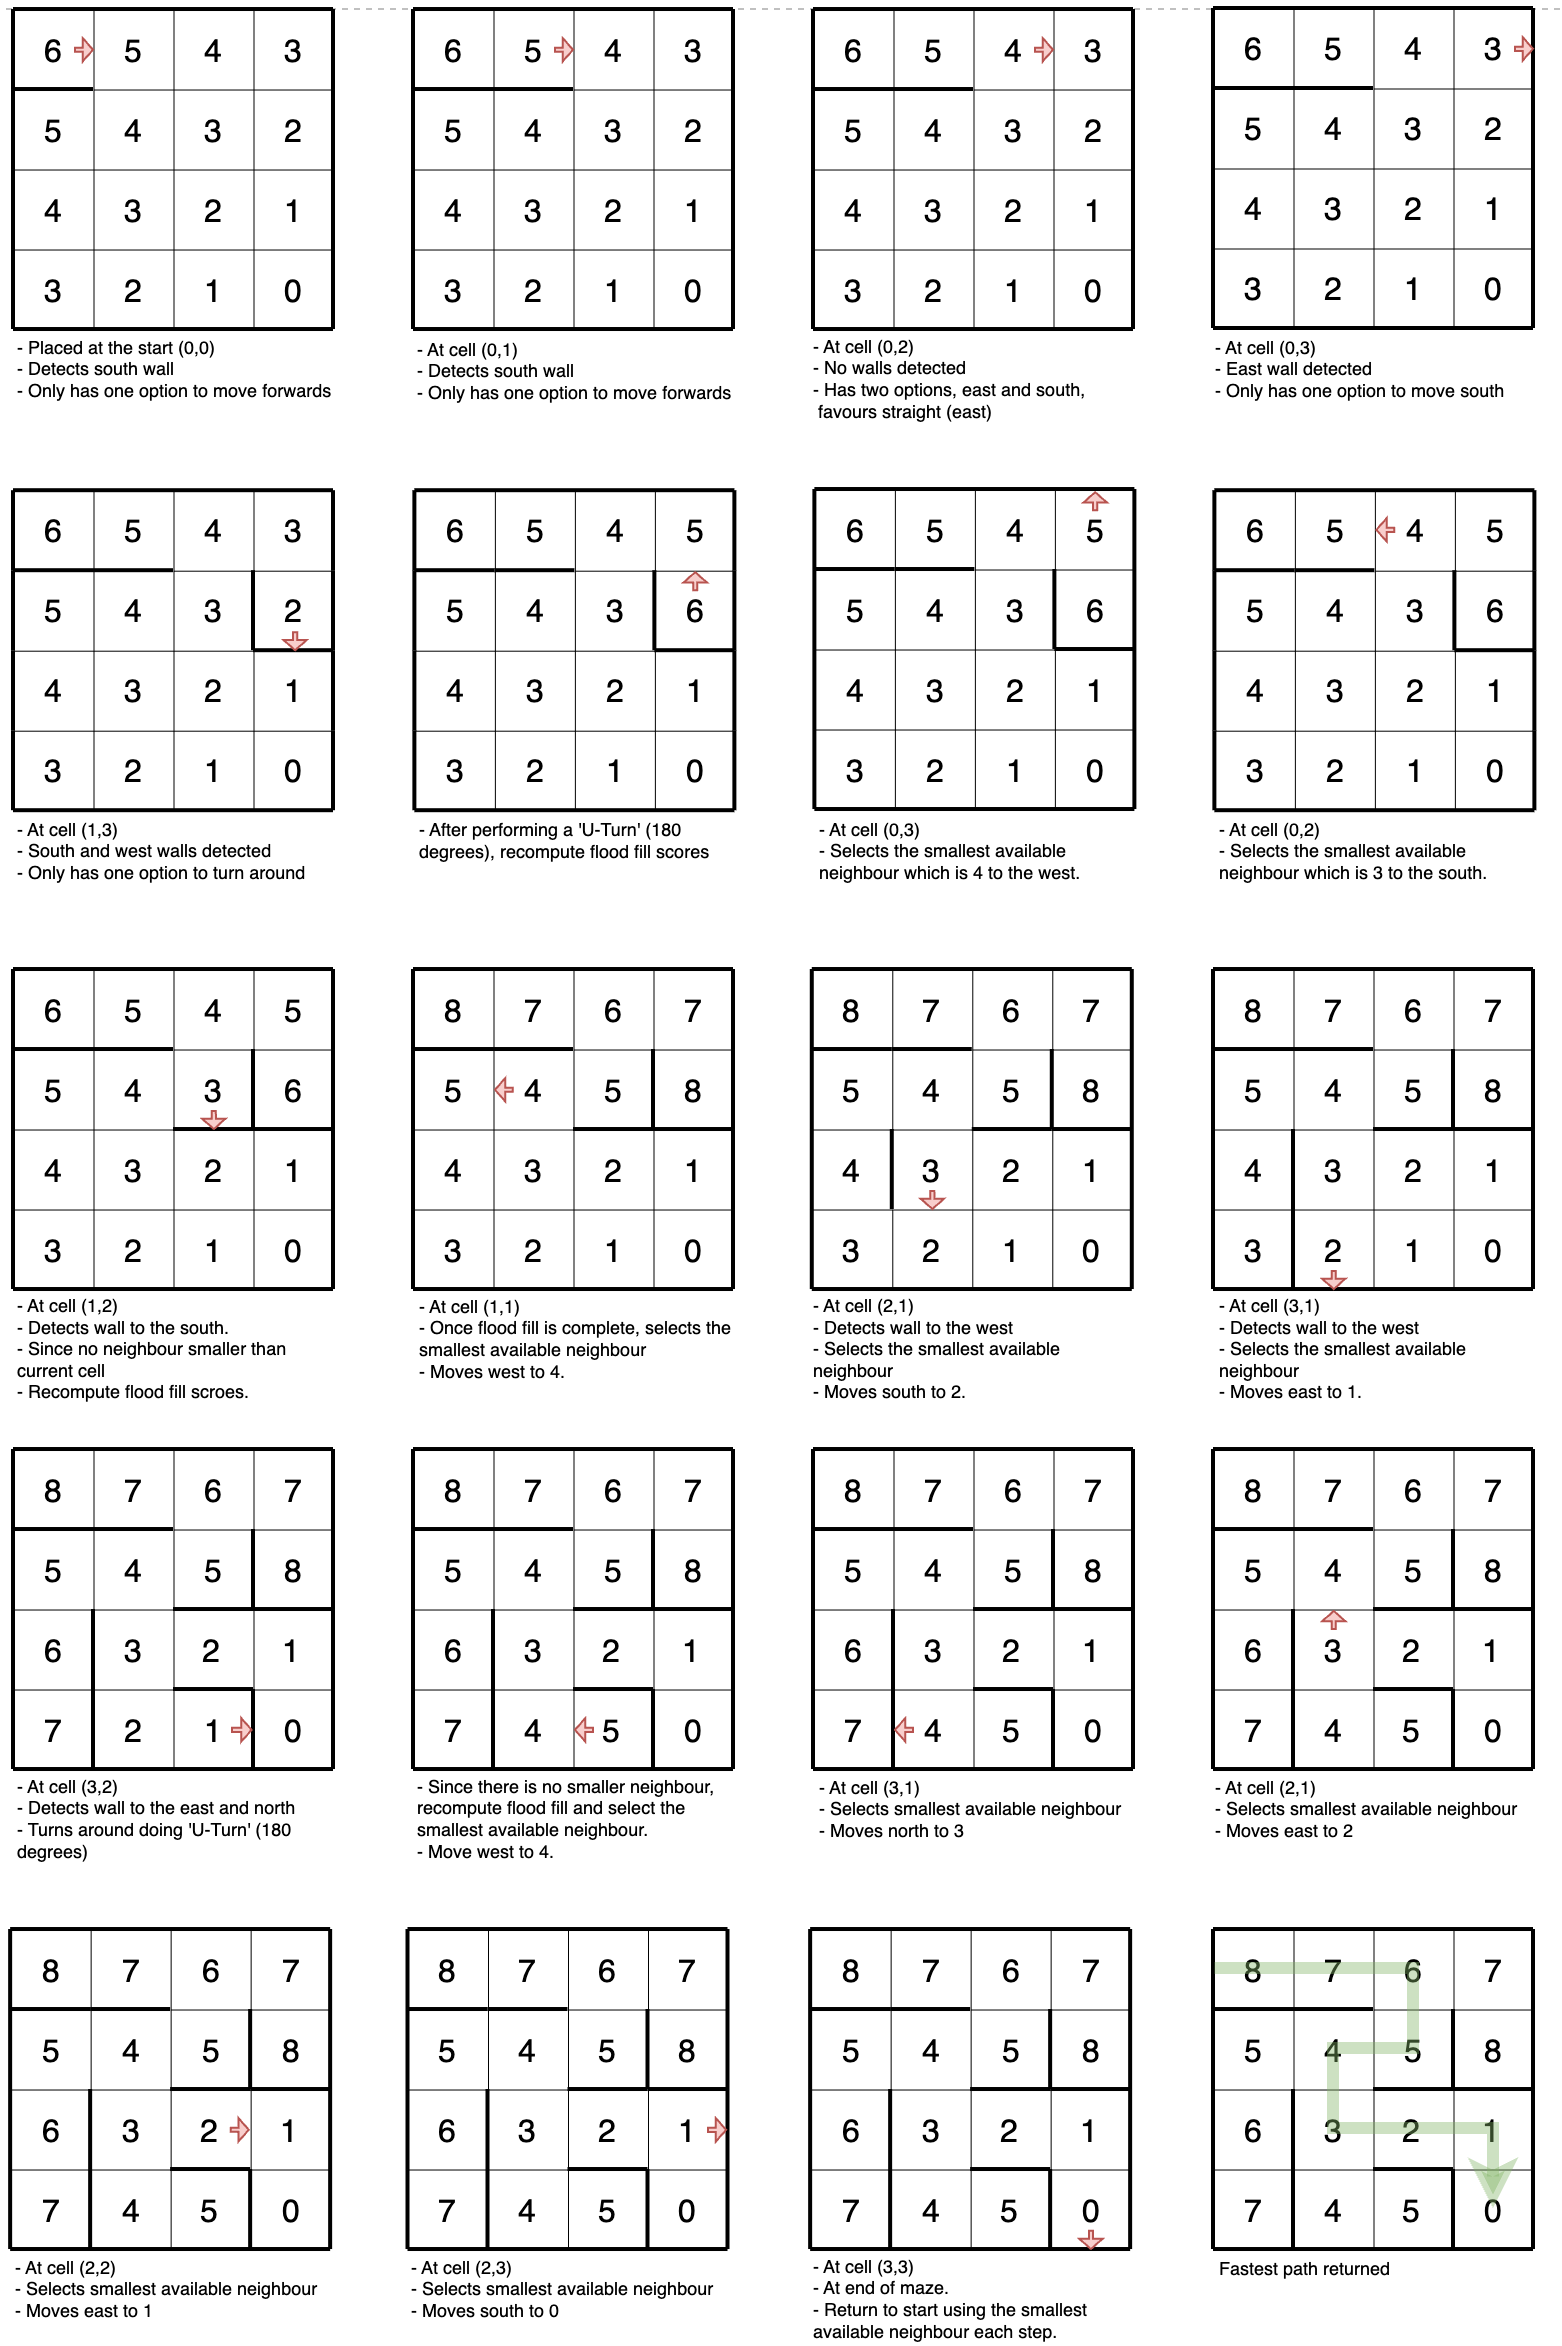 6 5 4 3
5 4 3 2
4 3 2 1
3 2 1 0
- Placed at the start (0,0)
- Detects south wall
- Only has one option to move forwards
6 5 4 3
5 4 3 2
4 3 2 1
3 2 1 0
- At cell (0,1)
- Detects south wall
- Only has one option to move forwards
6 5 4 3
5 4 3 2
4 3 2 1
3 2 1 0
- At cell (0,2)
- No walls detected
- Has two options, east and south,
favours straight (east)
6 5 4 3
5 4 3 2
4 3 2 1
3 2 1 0
- At cell (0,3)
- East wall detected
- Only has one option to move south
6 5 4 3
5 4 3 2
4 3 2 1
3 2 1 0
- At cell (1,3)
- South and west walls detected
- Only has one option to turn around
6 5 4 5
5 4 3 6
4 3 2 1
3 2 1 0
- After performing a 'U-Turn' (180
degrees), recompute flood fill scores
6 5 4 5
5 4 3 6
4 3 2 1
3 2 1 0
- At cell (0,3)
- Selects the smallest available
neighbour which is 4 to the west.
6 5 4 5
5 4 3 6
4 3 2 1
3 2 1 0
- At cell (0,2)
- Selects the smallest available
neighbour which is 3 to the south.
6 5 4 5
5 4 3 6
4 3 2 1
3 2 1 0
- At cell (1,2)
- Detects wall to the south.
- Since no neighbour smaller than
current cell
- Recompute flood fill scroes.
8 7 6 7
5 4 5 8
4 3 2 1
3 2 1 0
- At cell (1,1)
- Once flood fill is complete, selects the
smallest available neighbour
- Moves west to 4.
8 7 6 7
5 4 5 8
4 3 2 1
3 2 1 0
- At cell (2,1)
- Detects wall to the west
- Selects the smallest available
neighbour
- Moves south to 2.
8 7 6 7
5 4 5 8
4 3 2 1
3 2 1 0
- At cell (3,1)
- Detects wall to the west
- Selects the smallest available
neighbour
- Moves east to 1.
8 7 6 7
5 4 5 8
6 3 2 1
7 2 1 0
- At cell (3,2)
- Detects wall to the east and north
- Turns around doing 'U-Turn' (180
degrees)
8 7 6 7
5 4 5 8
6 3 2 1
7 4 5 0
- Since there is no smaller neighbour,
recompute flood fill and select the
smallest available neighbour.
- Move west to 4.
8 7 6 7
5 4 5 8
6 3 2 1
7 4 5 0
- At cell (3,1)
- Selects smallest available neighbour
- Moves north to 3
8 7 6 7
5 4 5 8
6 3 2 1
7 4 5 0
- At cell (2,1)
- Selects smallest available neighbour
- Moves east to 2
8 7 6 7
5 4 5 8
6 3 2 1
7 4 5 0
- At cell (2,2)
- Selects smallest available neighbour
- Moves east to 1
8 7 6 7
5 4 5 8
6 3 2 1
7 4 5 0
- At cell (2,3)
- Selects smallest available neighbour
- Moves south to 0
8 7 6 7
5 4 5 8
6 3 2 1
7 4 5 0
- At cell (3,3)
- At end of maze.
- Return to start using the smallest
available neighbour each step.
8 7 6 7
5 4 5 8
6 3 2 1
7 4 5 0
Fastest path returned